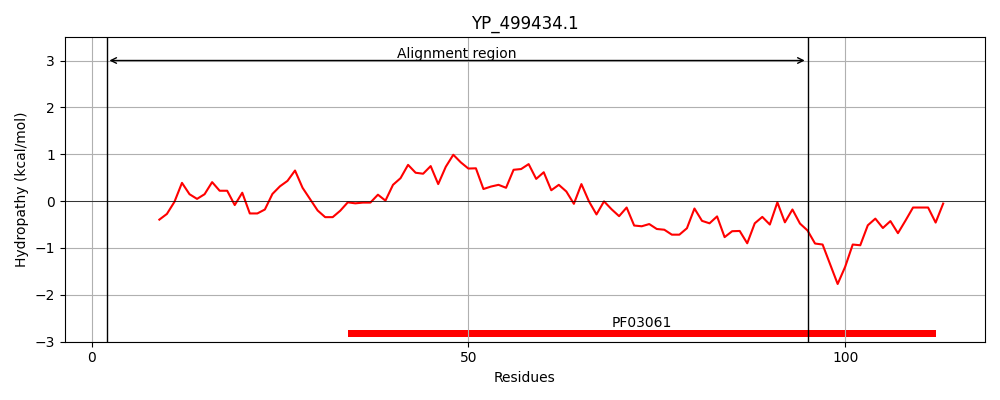 YP_499434.1
Alignment region
3
2
1
0
−1
−2
−3
Hydropathy (kcal/mol)
PF03061
0
50
100
Residues